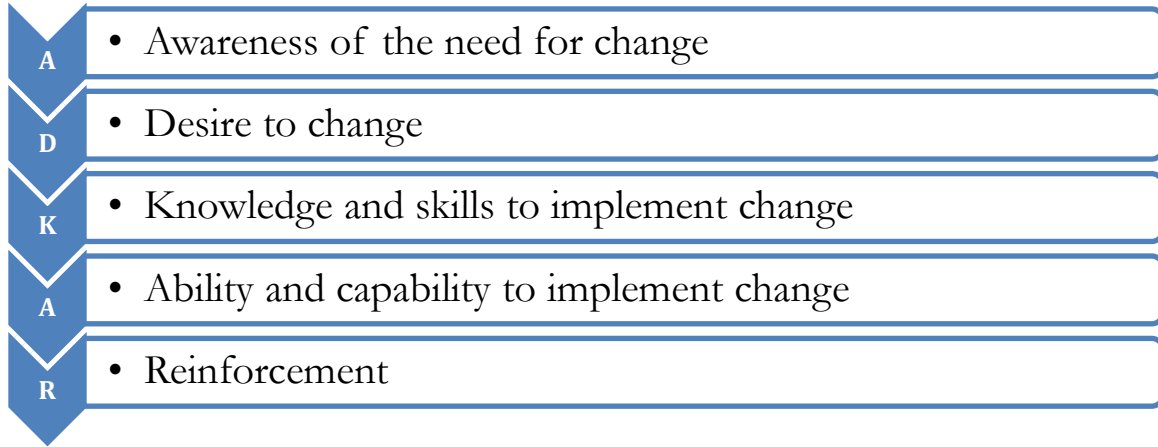 A
• Awareness of the need for change
D
• Desire to change
K
• Knowledge and skills to implement change
A
• Ability and capability to implement change
R
• Reinforcement